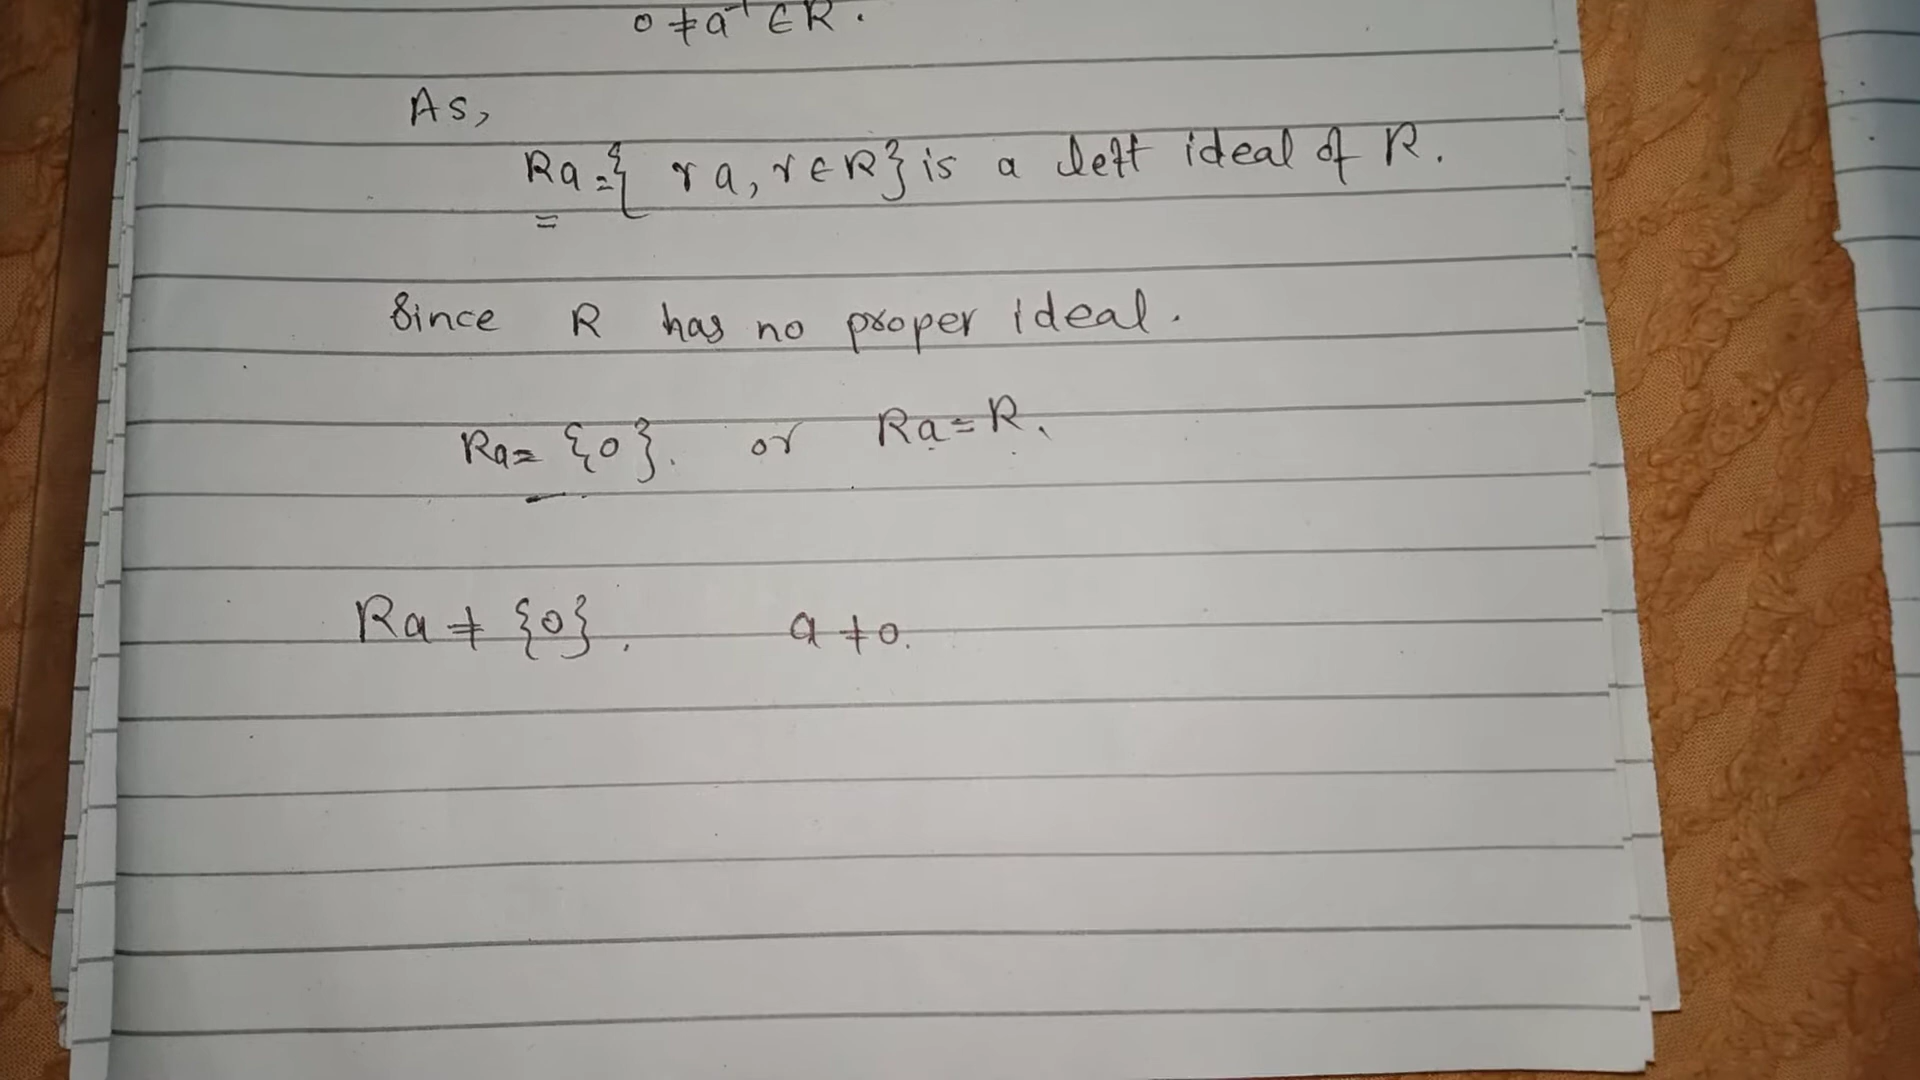 0 ≠ a⁻¹ ∈ R.
As,
Ra = { ra, r ∈ R } is a left ideal of R.
Since R has no proper ideal.
Ra = {0}. or Ra = R.
Ra ≠ {0}. a ≠ 0.